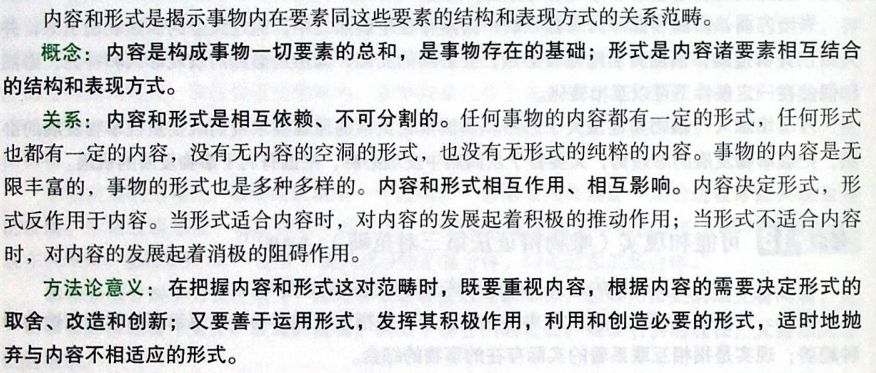 内容和形式是揭示事物内在要素同这些要素的结构和表现方式的关系范畴。
概念：内容是构成事物一切要素的总和，是事物存在的基础；形式是内容诸要素相互结合
的结构和表现方式。
关系：内容和形式是相互依赖、不可分割的。任何事物的内容都有一定的形式，任何形式
也都有一定的内容，没有无内容的空洞的形式，也没有无形式的纯粹的内容。事物的内容是无
限丰富的，事物的形式也是多种多样的。内容和形式相互作用、相互影响。内容决定形式，形
式反作用于内容。当形式适合内容时，对内容的发展起着积极的推动作用；当形式不适合内容
时，对内容的发展起着消极的阻碍作用。
方法论意义：在把握内容和形式这对范畴时，既要重视内容，根据内容的需要决定形式的
取舍、改造和创新；又要善于运用形式，发挥其积极作用，利用和创造必要的形式，适时地抛
弃与内容不相适应的形式。